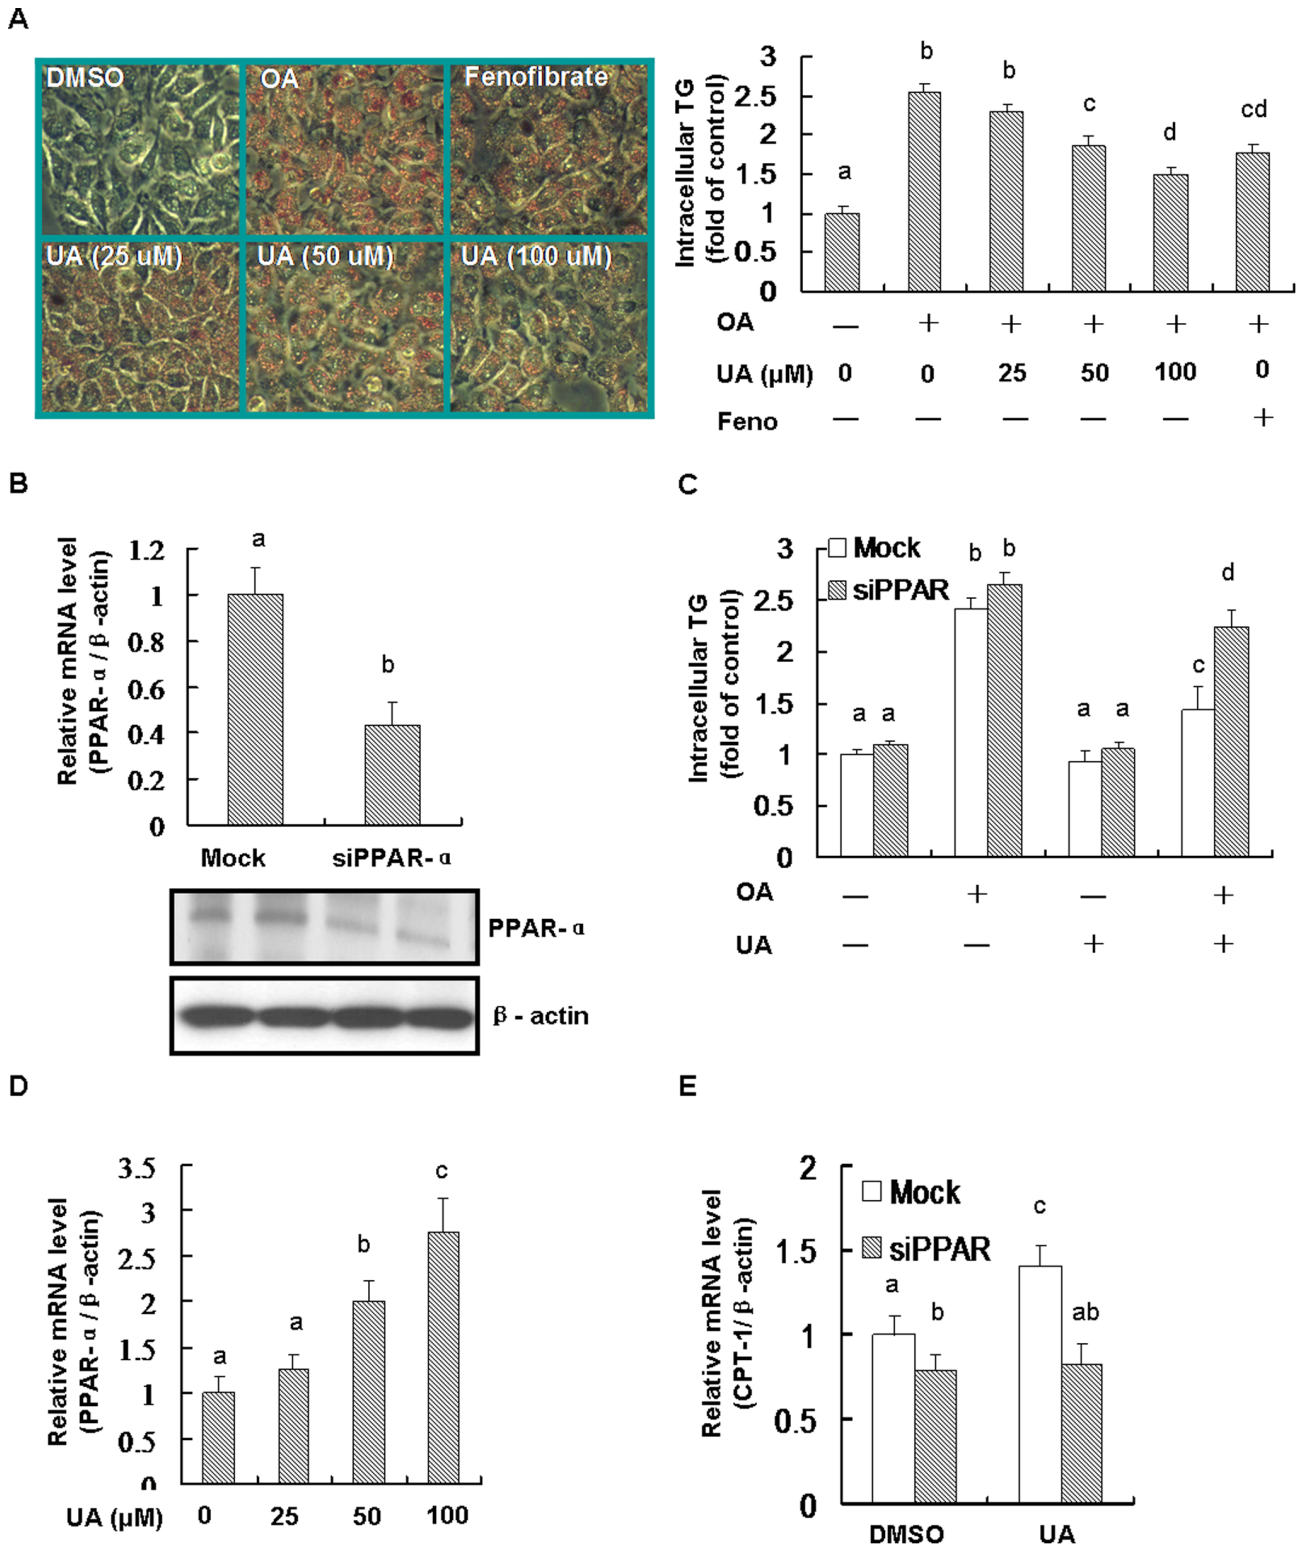 A
DMSO OA Fenofibrate
UA (25 uM) UA (50 uM) UA (100 uM)
Intracellular TG
(fold of control)
3
2.5
2
1.5
1
0.5
0
a b b c d cd
OA — + + + + +
UA (μM) 0 0 25 50 100 0
Feno — — — — — +
B
Relative mRNA level
(PPAR-α/β-actin)
1.2
1
0.8
0.6
0.4
0.2
0
a b
Mock siPPAR-α
PPAR-α
β-actin
C
Intracellular TG
(fold of control)
3
2.5
2
1.5
1
0.5
0
Mock
siPPAR
a a b b a a c d
OA — + — +
UA — — + +
D
Relative mRNA level
(PPAR-α/β-actin)
3.5
3
2.5
2
1.5
1
0.5
0
a a b c
UA (μM) 0 25 50 100
E
Relative mRNA level
(CPT-1/β-actin)
2
1.5
1
0.5
0
Mock
siPPAR
a b c ab
DMSO UA